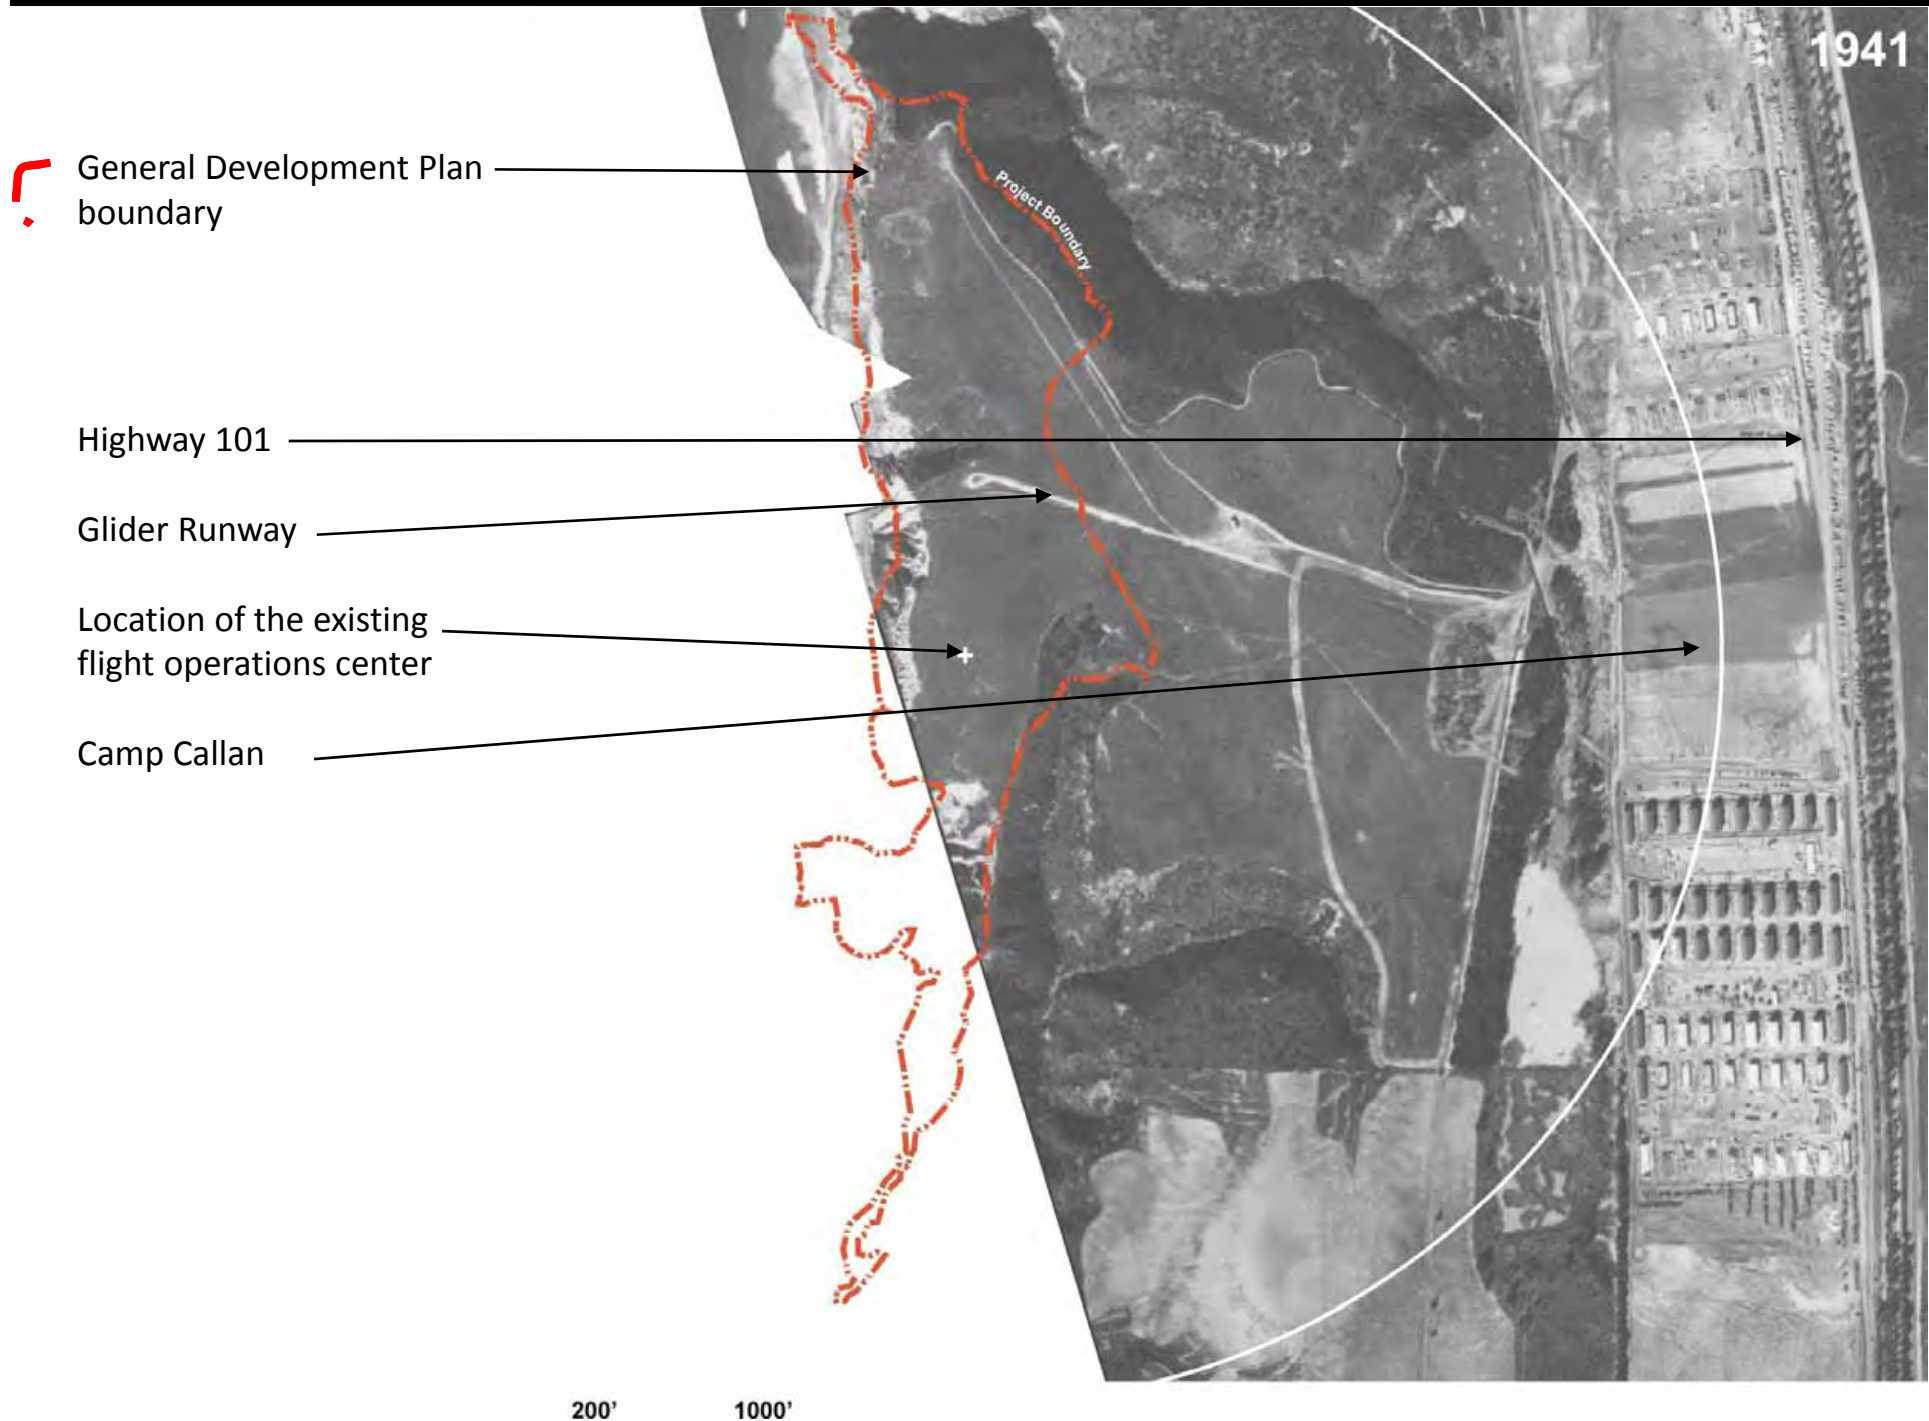 1941
General Development Plan
boundary
Project Boundary
Highway 101
Glider Runway
Location of the existing
flight operations center
Camp Callan
200' 1000'